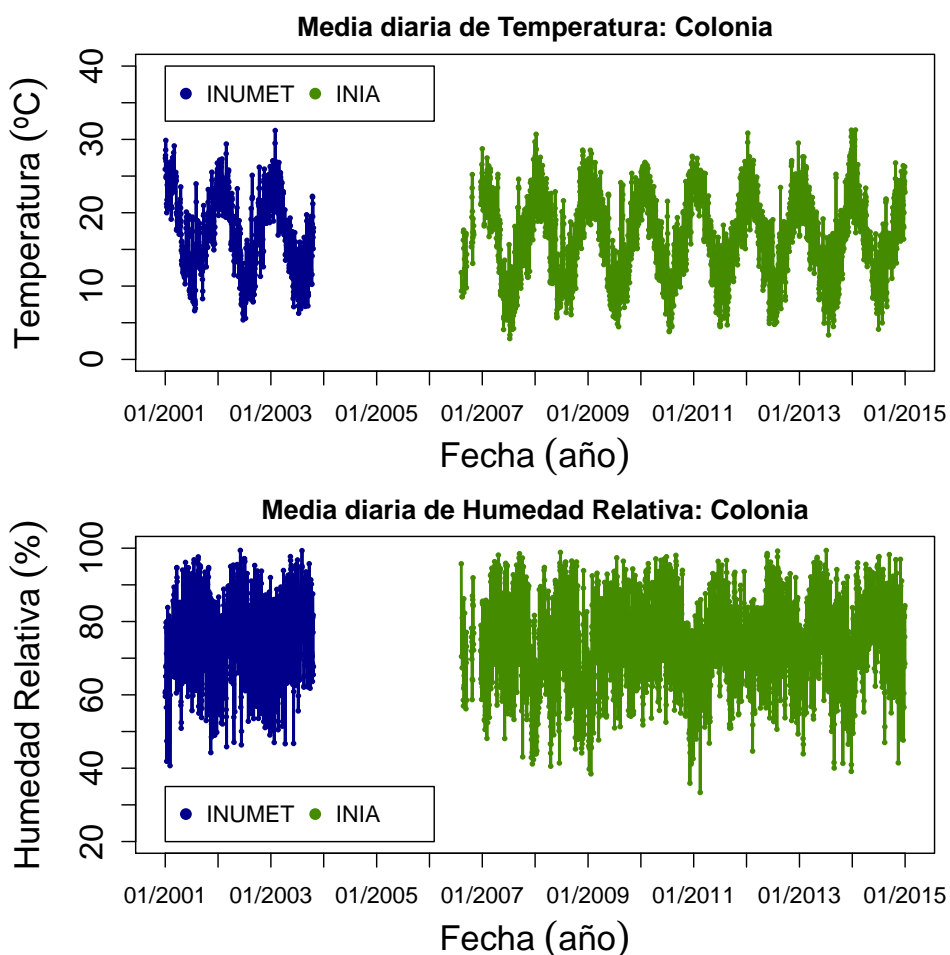 Media diaria de Temperatura: Colonia
Temperatura (ºC)
40
30
20
10
0
INUMET INIA
01/2001 01/2003 01/2005 01/2007 01/2009 01/2011 01/2013 01/2015
Fecha (año)
Media diaria de Humedad Relativa: Colonia
Humedad Relativa (%)
100
80
60
40
20
INUMET INIA
01/2001 01/2003 01/2005 01/2007 01/2009 01/2011 01/2013 01/2015
Fecha (año)